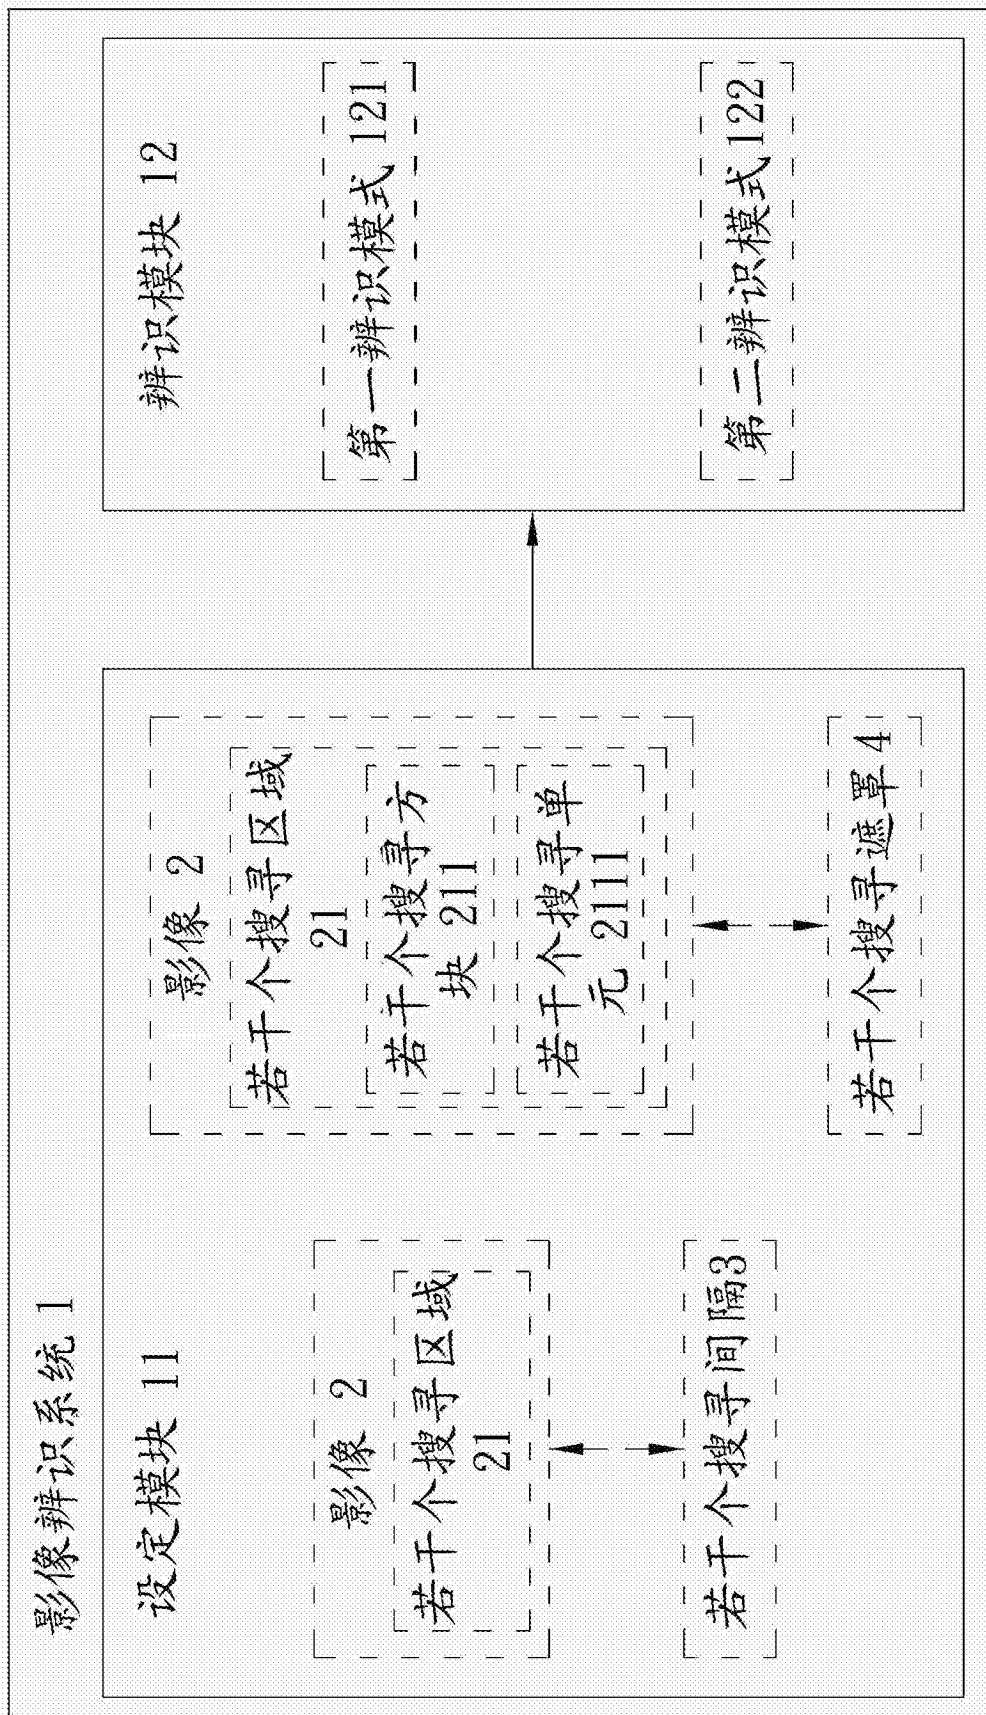 影像辨识系统 1
设定模块 11
影像 2
若干个搜寻区域
21
若干个搜寻间隔3
影像 2
若干个搜寻区域
21
若干个搜寻方
块 211
若干个搜寻单
元 2111
若干个搜寻遮罩 4
辨识模块 12
第一辨识模式 121
第二辨识模式 122